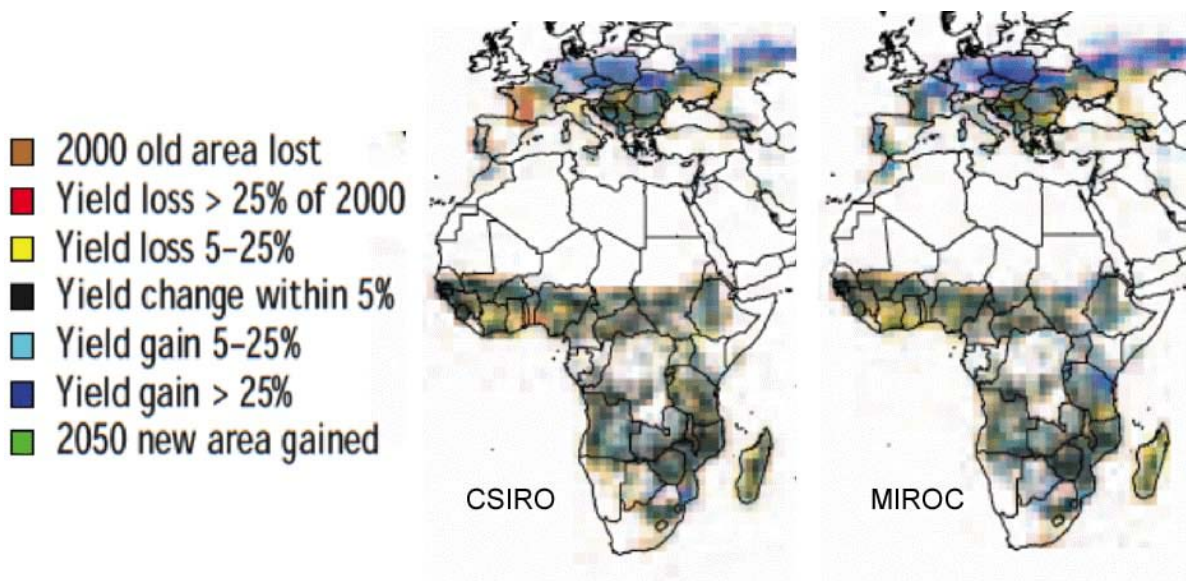 2000 old area lost
Yield loss > 25% of 2000
Yield loss 5–25%
Yield change within 5%
Yield gain 5–25%
Yield gain > 25%
2050 new area gained
CSIRO
MIROC